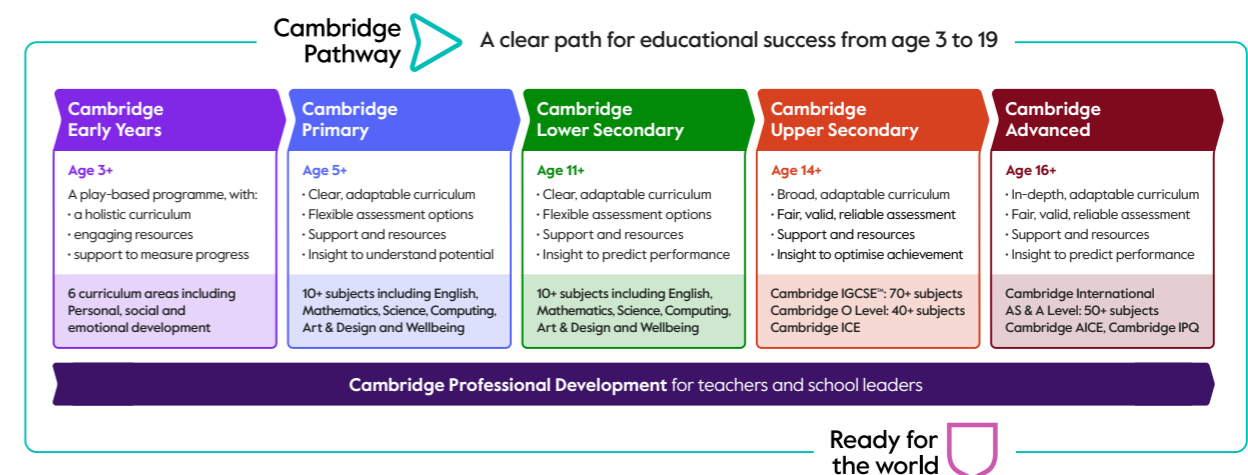 Cambridge
Pathway
A clear path for educational success from age 3 to 19
Cambridge
Early Years
Age 3+
A play-based programme, with:
· a holistic curriculum
· engaging resources
· support to measure progress
6 curriculum areas including
Personal, social and
emotional development
Cambridge
Primary
Age 5+
· Clear, adaptable curriculum
· Flexible assessment options
· Support and resources
· Insight to understand potential
10+ subjects including English,
Mathematics, Science, Computing,
Art & Design and Wellbeing
Cambridge
Lower Secondary
Age 11+
· Clear, adaptable curriculum
· Flexible assessment options
· Support and resources
· Insight to predict performance
10+ subjects including English,
Mathematics, Science, Computing,
Art & Design and Wellbeing
Cambridge
Upper Secondary
Age 14+
· Broad, adaptable curriculum
· Fair, valid, reliable assessment
· Support and resources
· Insight to optimise achievement
Cambridge IGCSE™: 70+ subjects
Cambridge O Level: 40+ subjects
Cambridge ICE
Cambridge
Advanced
Age 16+
· In-depth, adaptable curriculum
· Fair, valid, reliable assessment
· Support and resources
· Insight to predict performance
Cambridge International
AS & A Level: 50+ subjects
Cambridge AICE, Cambridge IPQ
Cambridge Professional Development for teachers and school leaders
Ready for
the world